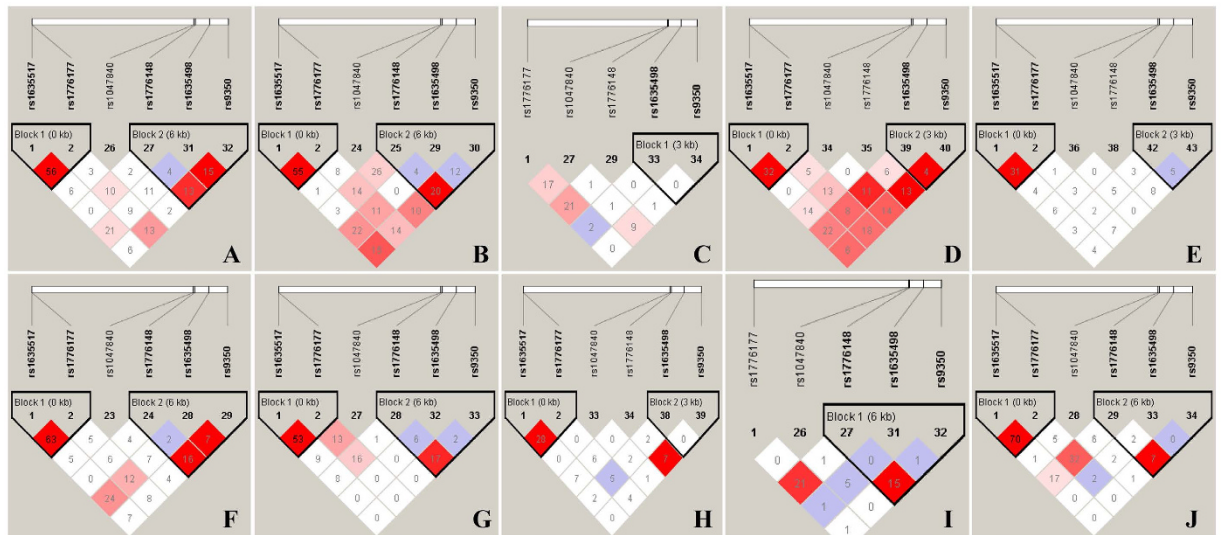 rs1635517 rs1776177 rs1047840 rs1776148 rs1635498 rs9350
Block 1 (0 kb) Block 2 (6 kb)
1 2 26 27 31 32
56 3 2 4 15
6 10 11 13
0 9 2
21 13
6
A
rs1635517 rs1776177 rs1047840 rs1776148 rs1635498 rs9350
Block 1 (0 kb) Block 2 (6 kb)
1 2 24 25 29 30
55 8 26 4 12
14 0 20
3 11 10
22 14
B
rs1776177 rs1047840 rs1776148 rs1635498 rs9350
Block 1 (3 kb)
1 27 29 33 34
17 1 0 0
21 1 1
2 9
0
C
rs1635517 rs1776177 rs1047840 rs1776148 rs1635498 rs9350
Block 1 (0 kb) Block 2 (3 kb)
1 2 34 35 39 40
32 5 0 6 4
13 11 13
14 14
22 10
6
D
rs1635517 rs1776177 rs1047840 rs1776148 rs1635498 rs9350
Block 1 (0 kb) Block 2 (3 kb)
1 2 36 38 42 43
31 3 5
4 3 5 8
2 0
3 7
4
E
rs1635517 rs1776177 rs1047840 rs1776148 rs1635498 rs9350
Block 1 (0 kb) Block 2 (6 kb)
1 2 23 24 28 29
63 5 4 2 7
5 6 7 16
0 12 4
24 8
7
F
rs1635517 rs1776177 rs1047840 rs1776148 rs1635498 rs9350
Block 1 (0 kb) Block 2 (6 kb)
1 2 27 28 32 33
53 13 1 6 2
9 16 0 17
8 0 0
0 0
0
G
rs1635517 rs1776177 rs1047840 rs1776148 rs1635498 rs9350
Block 1 (0 kb) Block 2 (3 kb)
1 2 33 34 38 39
28 0 0 0 0
0 0 0 7
7 5 4
0 0
0
H
rs1776177 rs1047840 rs1776148 rs1635498 rs9350
Block 1 (6 kb)
1 26 27 31 32
0 1 0 1
21 5 15
1 0
1
I
rs1635517 rs1776177 rs1047840 rs1776148 rs1635498 rs9350
Block 1 (0 kb) Block 2 (6 kb)
1 2 28 29 33 34
70 5 6 2 0
1 2 7
17 2 0
0 0
0
J